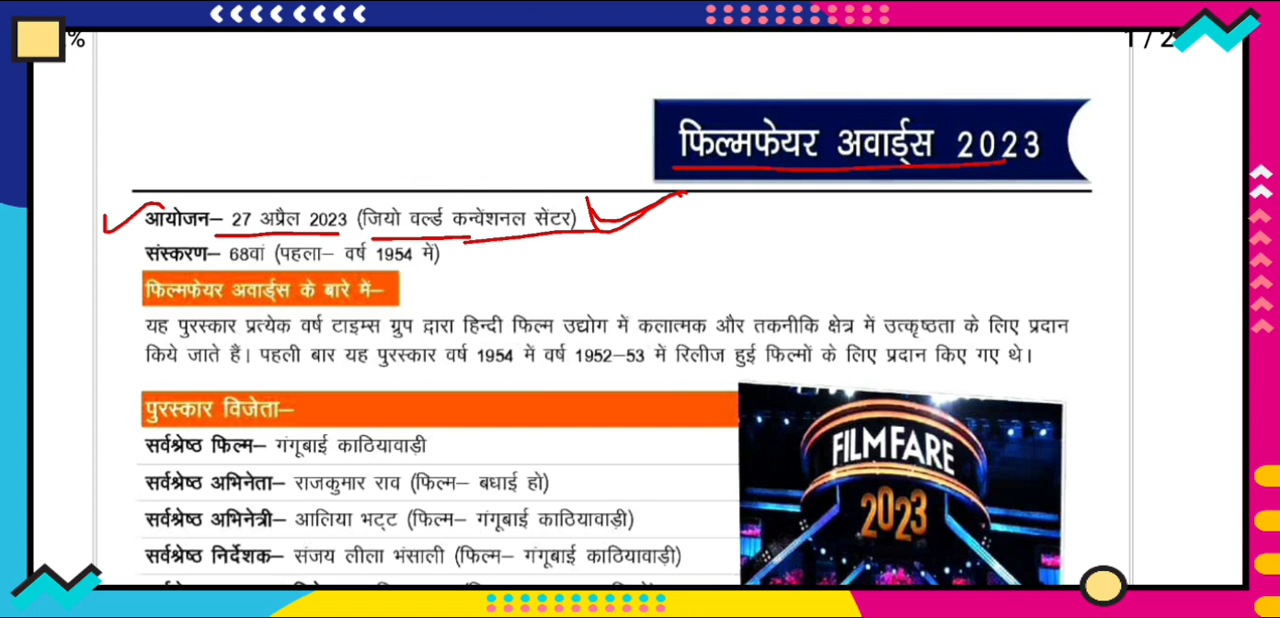 %
1 / 2
फिल्मफेयर अवार्ड्स 2023
आयोजन– 27 अप्रैल 2023 (जियो वर्ल्ड कन्वेंशनल सेंटर)
संस्करण– 68वां (पहला– वर्ष 1954 में)
फिल्मफेयर अवार्ड्स के बारे में–
यह पुरस्कार प्रत्येक वर्ष टाइम्स ग्रुप द्वारा हिन्दी फिल्म उद्योग में कलात्मक और तकनीकि क्षेत्र में उत्कृष्ठता के लिए प्रदान
किये जाते हैं। पहली बार यह पुरस्कार वर्ष 1954 में वर्ष 1952–53 में रिलीज हुई फिल्मों के लिए प्रदान किए गए थे।
पुरस्कार विजेता–
सर्वश्रेष्ठ फिल्म– गंगूबाई काठियावाड़ी
सर्वश्रेष्ठ अभिनेता– राजकुमार राव (फिल्म– बधाई हो)
सर्वश्रेष्ठ अभिनेत्री– आलिया भट्ट (फिल्म– गंगूबाई काठियावाड़ी)
सर्वश्रेष्ठ निर्देशक– संजय लीला भंसाली (फिल्म– गंगूबाई काठियावाड़ी)
FILMFARE
2023